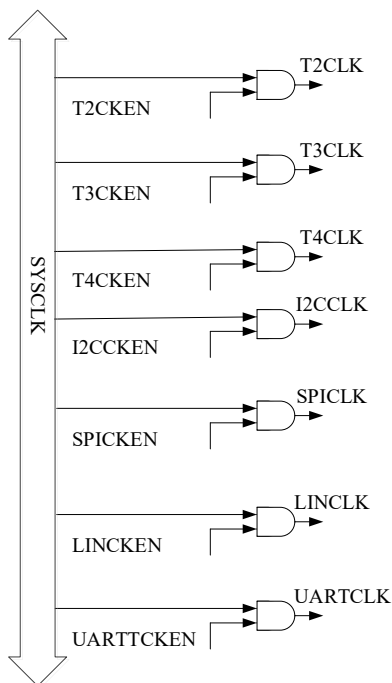 T2CLK
T2CKEN
T3CLK
T3CKEN
T4CLK
T4CKEN
SYSCLK
I2CCLK
I2CCKEN
SPICLK
SPICKEN
LINCLK
LINCKEN
UARTCLK
UARTTCKEN